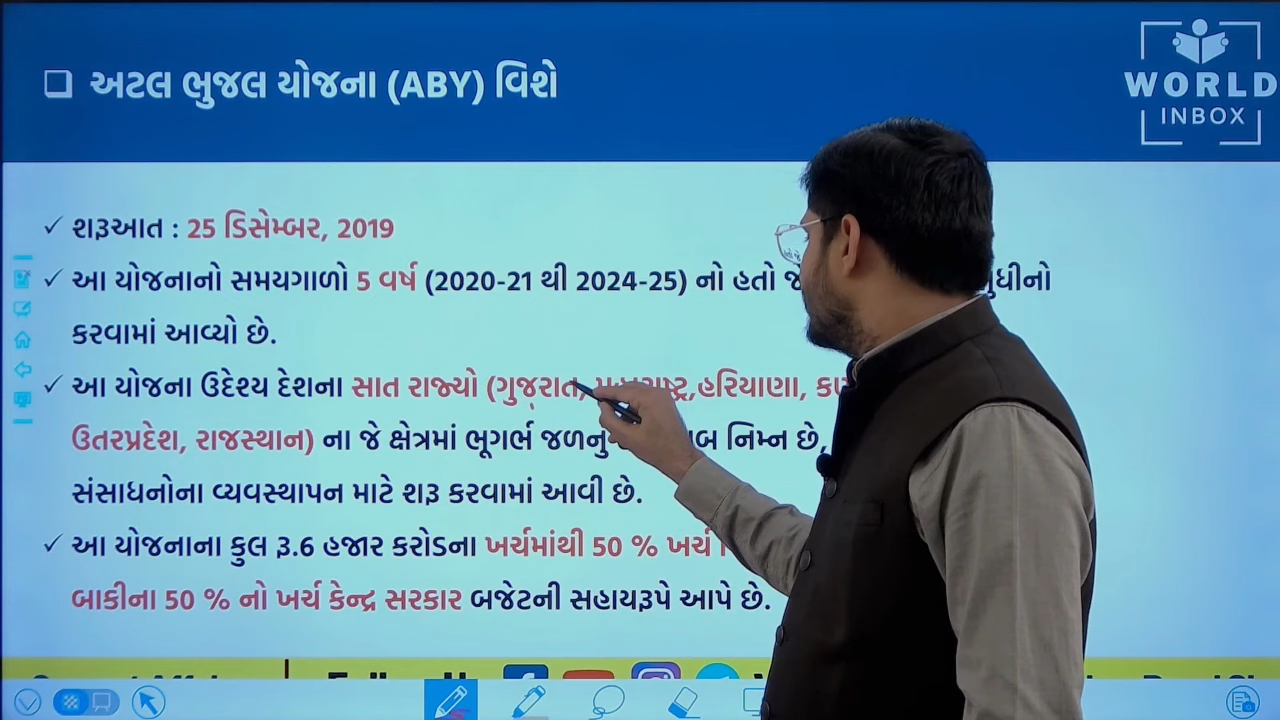 ❑ અટલ ભુજલ યોજના (ABY) વિશે
WORLD
INBOX
✓ શરૂઆત : 25 ડિસેમ્બર, 2019
✓ આ યોજનાનો સમયગાળો 5 વર્ષ (2020-21 થી 2024-25) નો હતો
કરવામાં આવ્યો છે.
✓ આ યોજના ઉદેશ્ય દેશના સાત રાજ્યો (ગુજરાત, હરિયાણા,
ઉતરપ્રદેશ, રાજસ્થાન) ના જે ક્ષેત્રમાં ભૂગર્ભ જળનુ નિમ્ન છે,
સંસાધનોના વ્યવસ્થાપન માટે શરૂ કરવામાં આવી છે.
✓ આ યોજનાના કુલ રૂ.6 હજાર કરોડના ખર્ચમાંથી 50 % ખર્ચ
બાકીના 50 % નો ખર્ચ કેન્દ્ર સરકાર બજેટની સહાયરૂપે આપે છે.